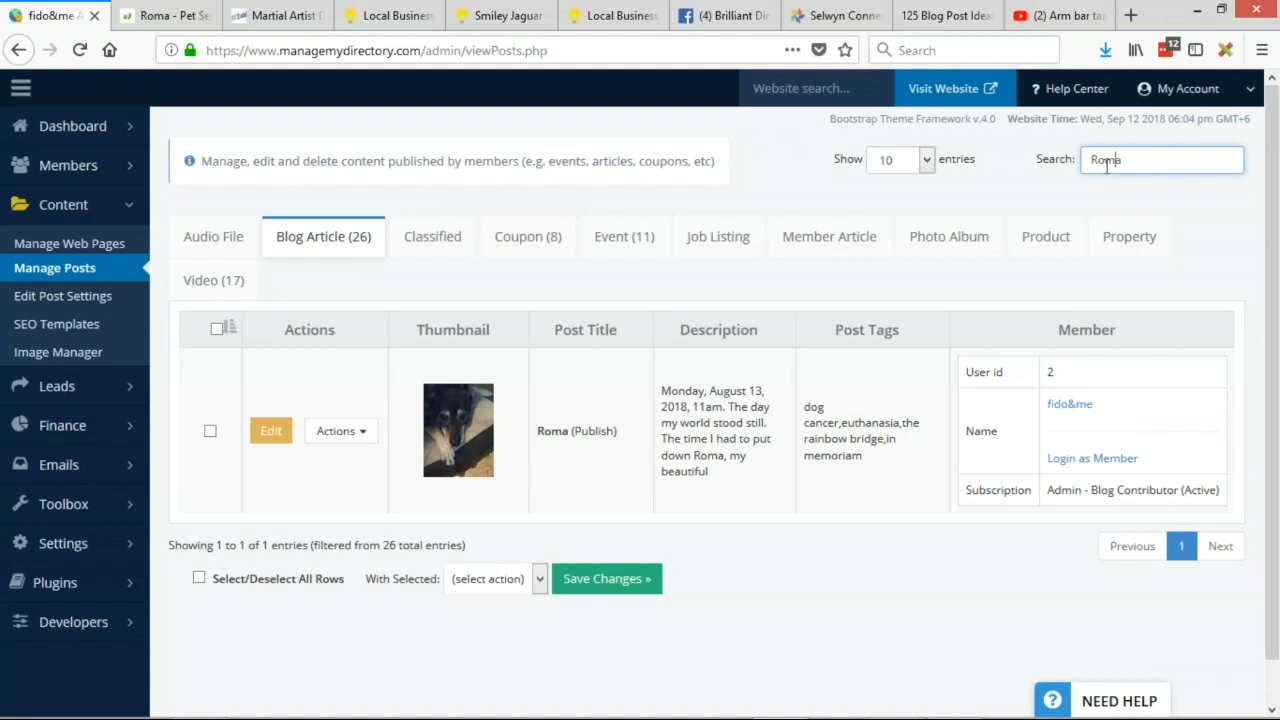 fido&me A
Roma - Pet Se
Martial Artist D
Local Business
Smiley Jaguar
Local Business
(4) Brilliant Dir
Selwyn Conne
125 Blog Post Idea
(2) Arm bar tap
https://www.managemydirectory.com/admin/viewPosts.php
Search
12
Website search...
Visit Website
? Help Center
My Account
Bootstrap Theme Framework v.4.0 Website Time: Wed, Sep 12 2018 06:04 pm GMT+6
Dashboard
Members
Content
Manage Web Pages
Manage Posts
Edit Post Settings
SEO Templates
Image Manager
Leads
Finance
Emails
Toolbox
Settings
Plugins
Developers
Manage, edit and delete content published by members (e.g. events, articles, coupons, etc)
Show 10 entries
Search: Roma
Audio File
Blog Article (26)
Classified
Coupon (8)
Event (11)
Job Listing
Member Article
Photo Album
Product
Property
Video (17)
Actions
Thumbnail
Post Title
Description
Post Tags
Member
Edit
Actions
Roma (Publish)
Monday, August 13,
2018, 11am. The day
my world stood still.
The time I had to put
down Roma, my
beautiful
dog
cancer,euthanasia,the
rainbow bridge,in
memoriam
User id 2
Name
fido&me
Login as Member
Subscription Admin - Blog Contributor (Active)
Showing 1 to 1 of 1 entries (filtered from 26 total entries)
Previous 1 Next
Select/Deselect All Rows
With Selected: (select action)
Save Changes »
? NEED HELP